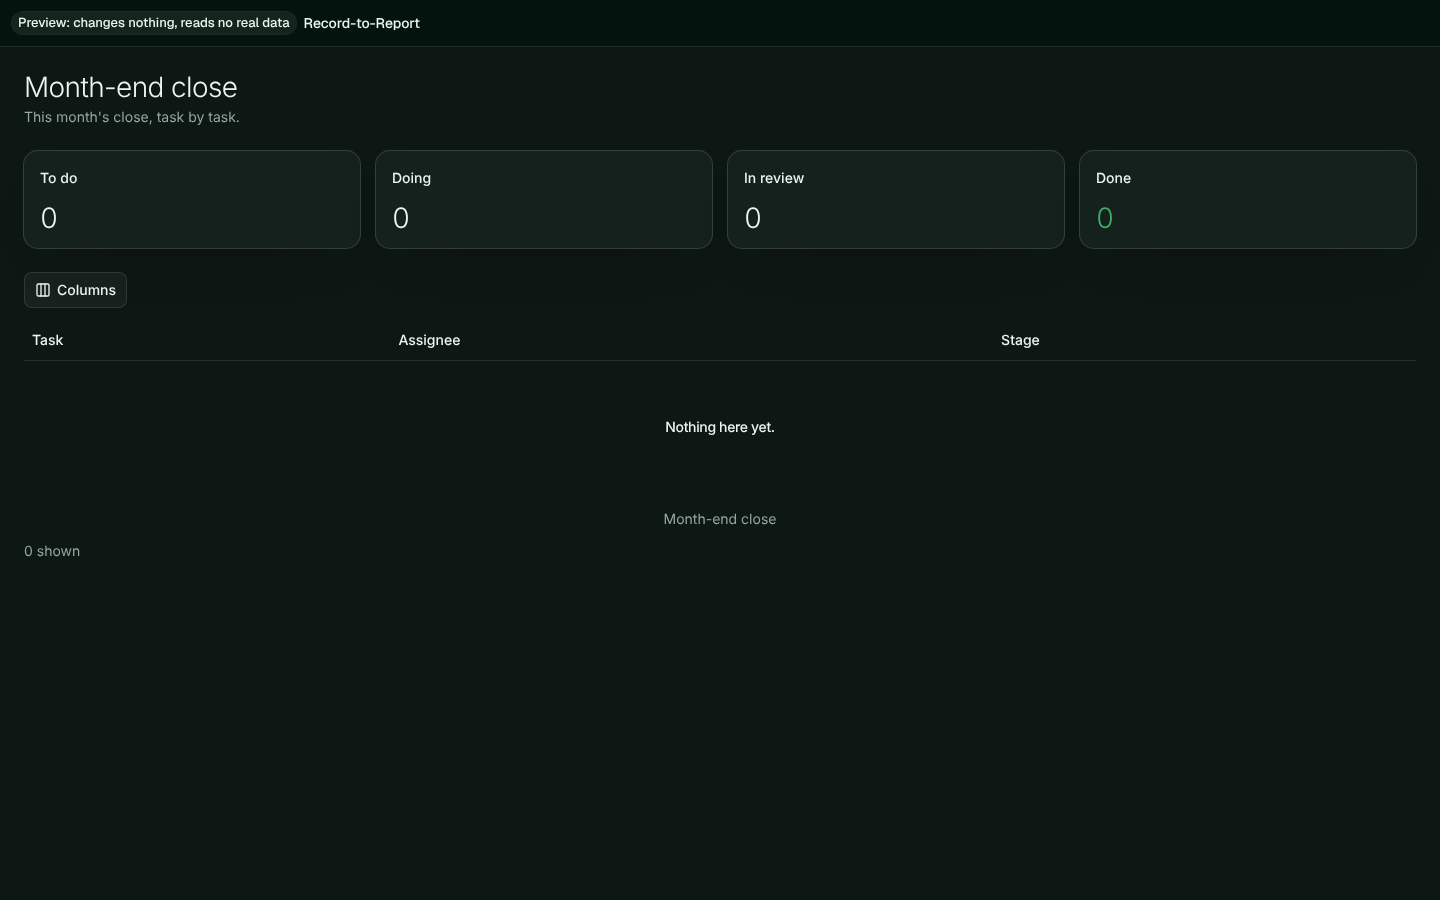 Preview: changes nothing, reads no real data
Record-to-Report
Month-end close
This month's close, task by task.
To do
0
Doing
0
In review
0
Done
0
Columns
Task
Assignee
Stage
Nothing here yet.
Month-end close
0 shown